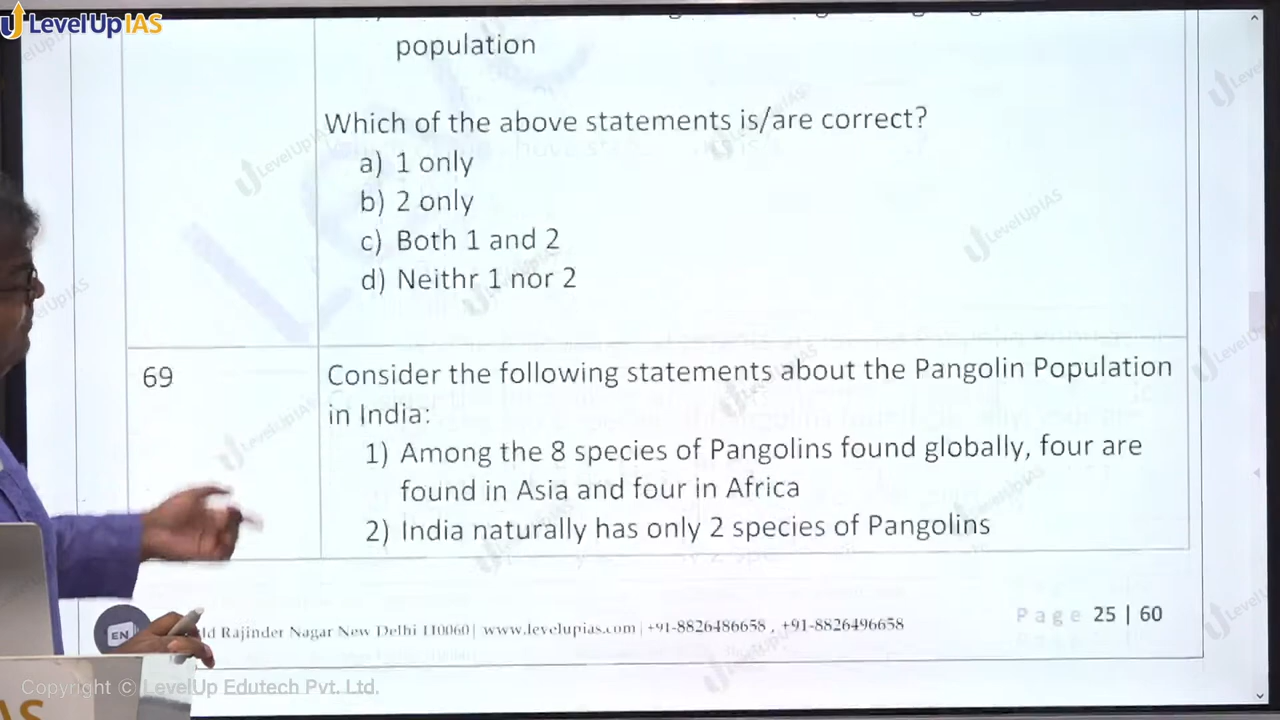 LevelUpIAS
population
Which of the above statements is/are correct?
a) 1 only
b) 2 only
c) Both 1 and 2
d) Neithr 1 nor 2
69
Consider the following statements about the Pangolin Population
in India:
1) Among the 8 species of Pangolins found globally, four are
found in Asia and four in Africa
2) India naturally has only 2 species of Pangolins
Rajinder Nagar New Delhi 110060| www.levelupias.com | +91-8826486658 , +91-8826496658
Page 25 | 60
EN
Copyright © LevelUp Edutech Pvt. Ltd.